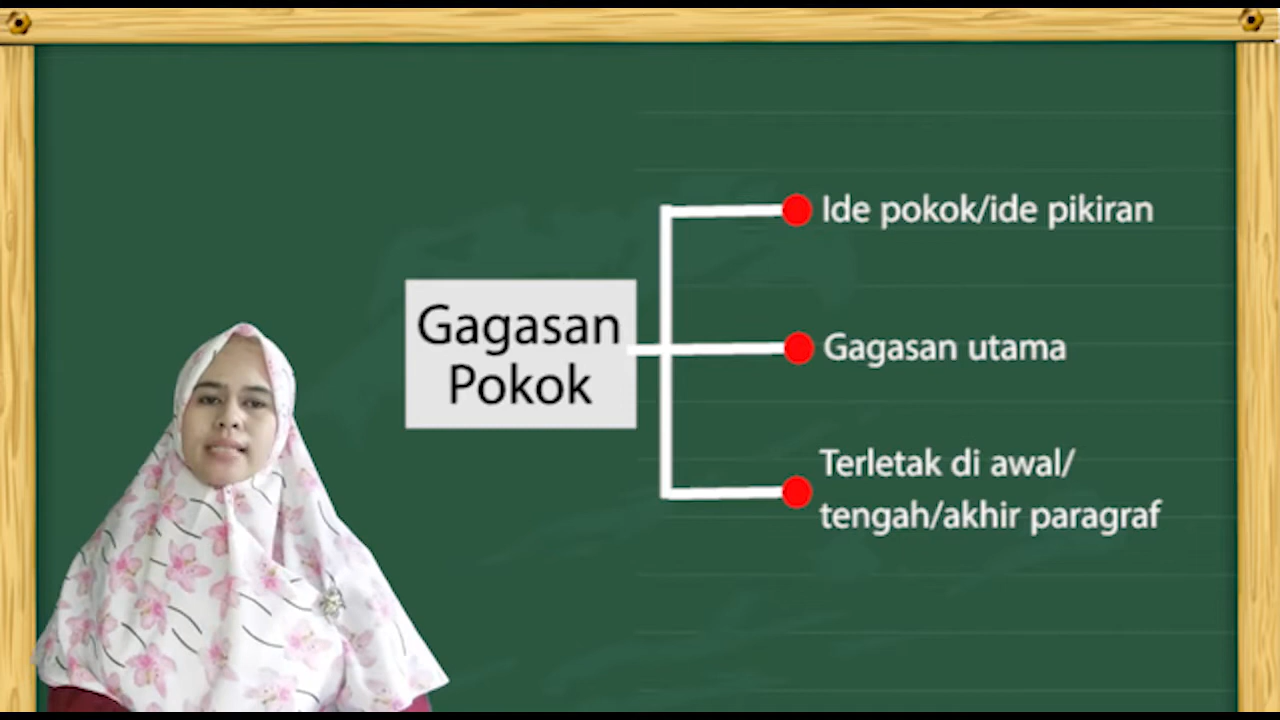 Gagasan
Pokok
Ide pokok/ide pikiran
Gagasan utama
Terletak di awal/
tengah/akhir paragraf